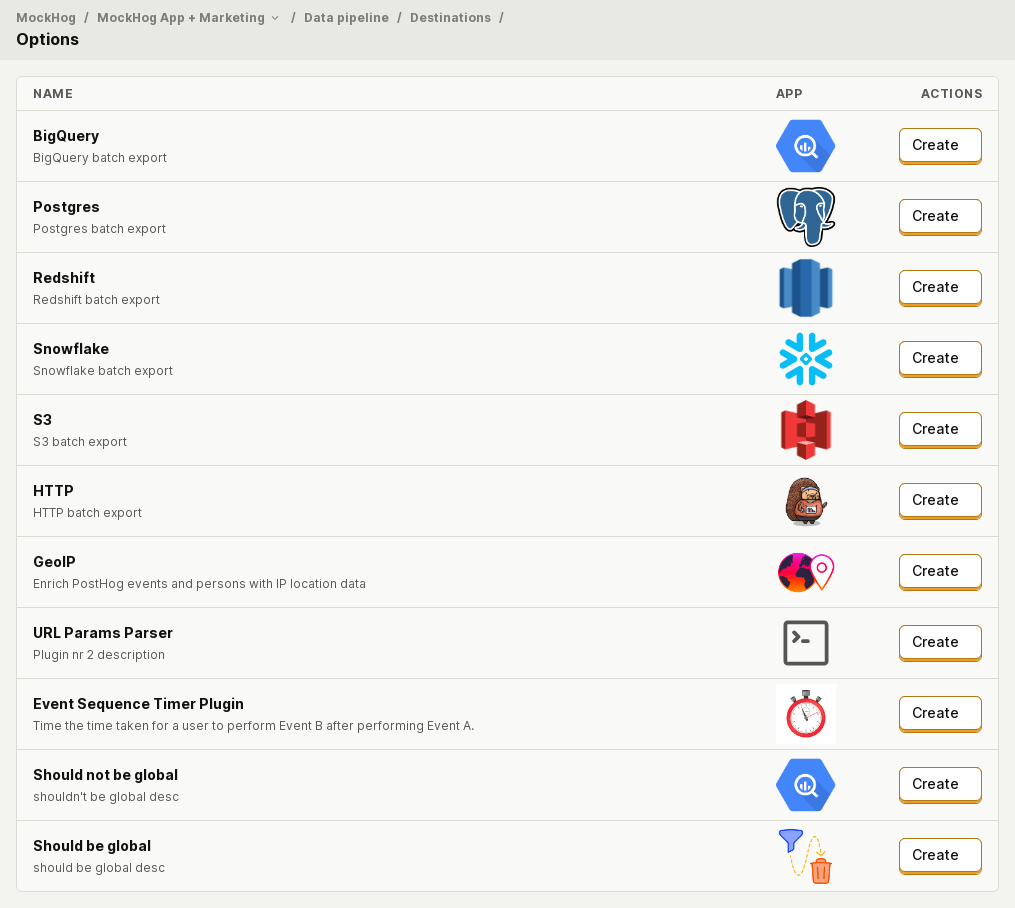 MockHog / MockHog App + Marketing / Data pipeline / Destinations /
Options
NAME APP ACTIONS
BigQuery
BigQuery batch export
Create
Postgres
Postgres batch export
Create
Redshift
Redshift batch export
Create
Snowflake
Snowflake batch export
Create
S3
S3 batch export
Create
HTTP
HTTP batch export
Create
GeoIP
Enrich PostHog events and persons with IP location data
Create
URL Params Parser
Plugin nr 2 description
Create
Event Sequence Timer Plugin
Time the time taken for a user to perform Event B after performing Event A.
Create
Should not be global
shouldn't be global desc
Create
Should be global
should be global desc
Create